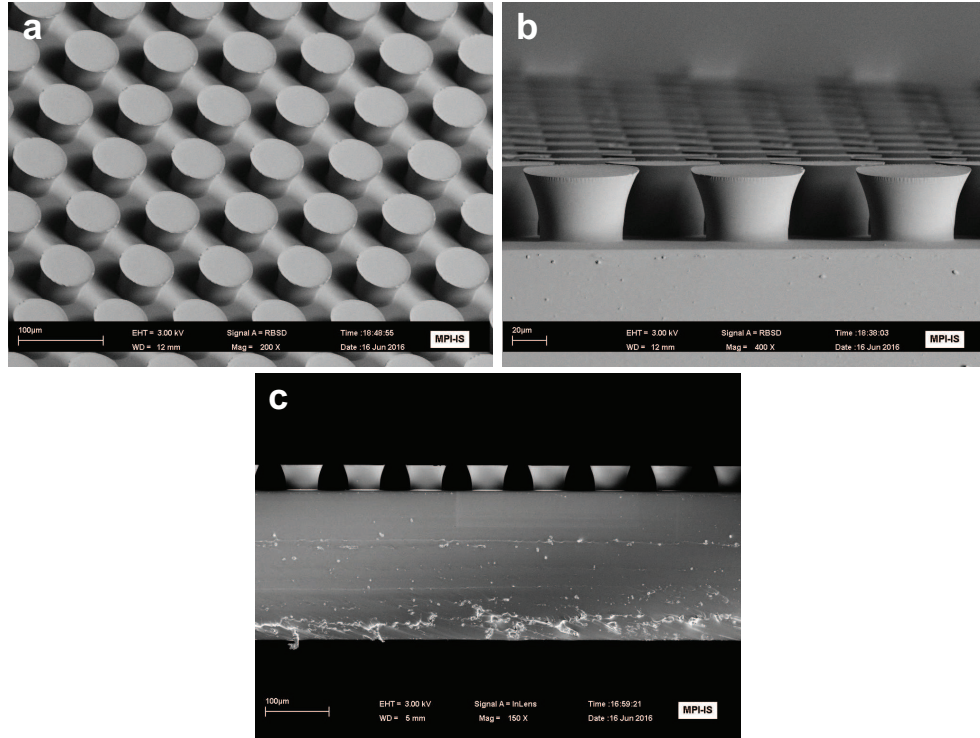 a
100µm
EHT = 3.00 kV
Signal A = RBSD
Time :18:48:55
MPI-IS
WD = 12 mm
Mag = 200 X
Date :16 Jun 2016
b
20µm
EHT = 3.00 kV
Signal A = RBSD
Time :18:38:03
MPI-IS
WD = 12 mm
Mag = 400 X
Date :16 Jun 2016
c
100µm
EHT = 3.00 kV
Signal A = InLens
Time :16:59:21
MPI-IS
WD = 5 mm
Mag = 150 X
Date :16 Jun 2016